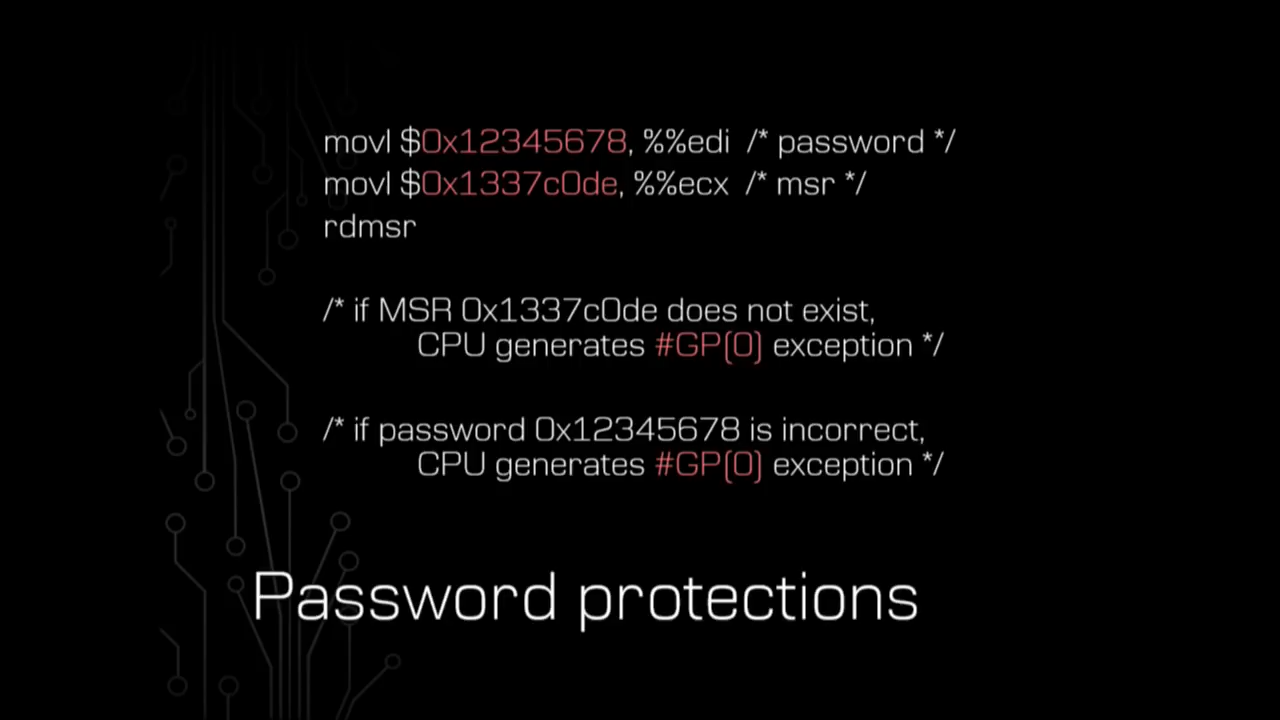 movl $0x12345678, %%edi /* password */
movl $0x1337c0de, %%ecx /* msr */
rdmsr
/* if MSR 0x1337c0de does not exist,
CPU generates #GP(0) exception */
/* if password 0x12345678 is incorrect,
CPU generates #GP(0) exception */
Password protections